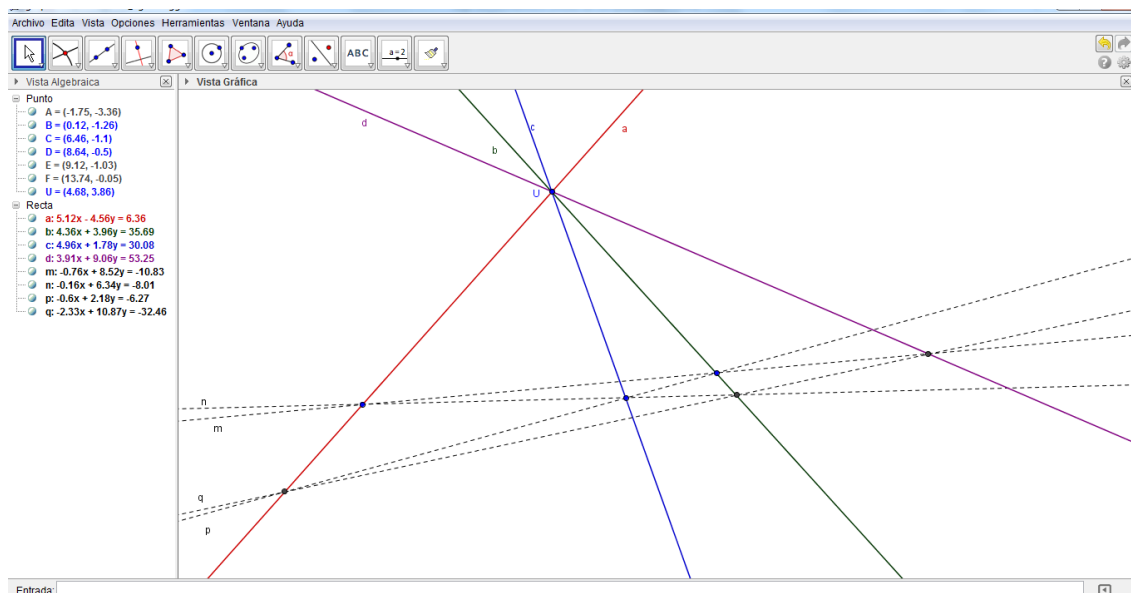 Archivo Edita Vista Opciones Herramientas Ventana Ayuda
ABC
a=2
α
Vista Algebraica
Vista Gráfica
Punto
A = (-1.75, -3.36)
B = (0.12, -1.26)
C = (6.46, -1.1)
D = (8.64, -0.5)
E = (9.12, -1.03)
F = (13.74, -0.05)
U = (4.68, 3.86)
Recta
a: 5.12x - 4.56y = 6.36
b: 4.36x + 3.96y = 35.69
c: 4.96x + 1.78y = 30.08
d: 3.91x + 9.06y = 53.25
m: -0.76x + 8.52y = -10.83
n: -0.16x + 6.34y = -8.01
p: -0.6x + 2.18y = -6.27
q: -2.33x + 10.87y = -32.46
d
c
a
b
U
n
m
q
p
Entrada: